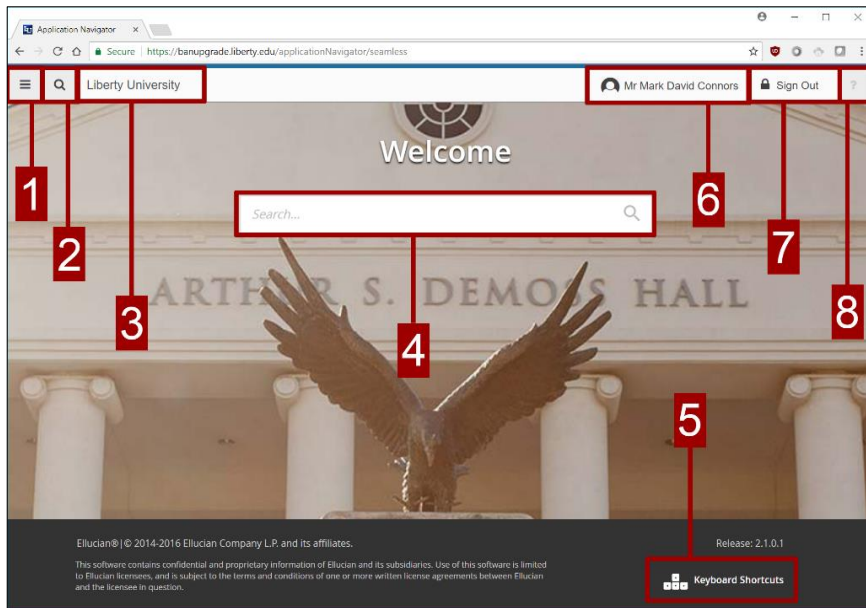 Application Navigator
Secure | https://banupgrade.liberty.edu/applicationNavigator/seamless
Liberty University
Mr Mark David Connors
Sign Out
?
1
2
3
4
5
6
7
8
Welcome
Search...
ARTHUR S. DEMOSS HALL
Ellucian®|© 2014-2016 Ellucian Company L.P. and its affiliates.
Release: 2.1.0.1
This software contains confidential and proprietary information of Ellucian and its subsidiaries. Use of this software is limited
to Ellucian licensees, and is subject to the terms and conditions of one or more written license agreements between Ellucian
and the licensee in question.
Keyboard Shortcuts